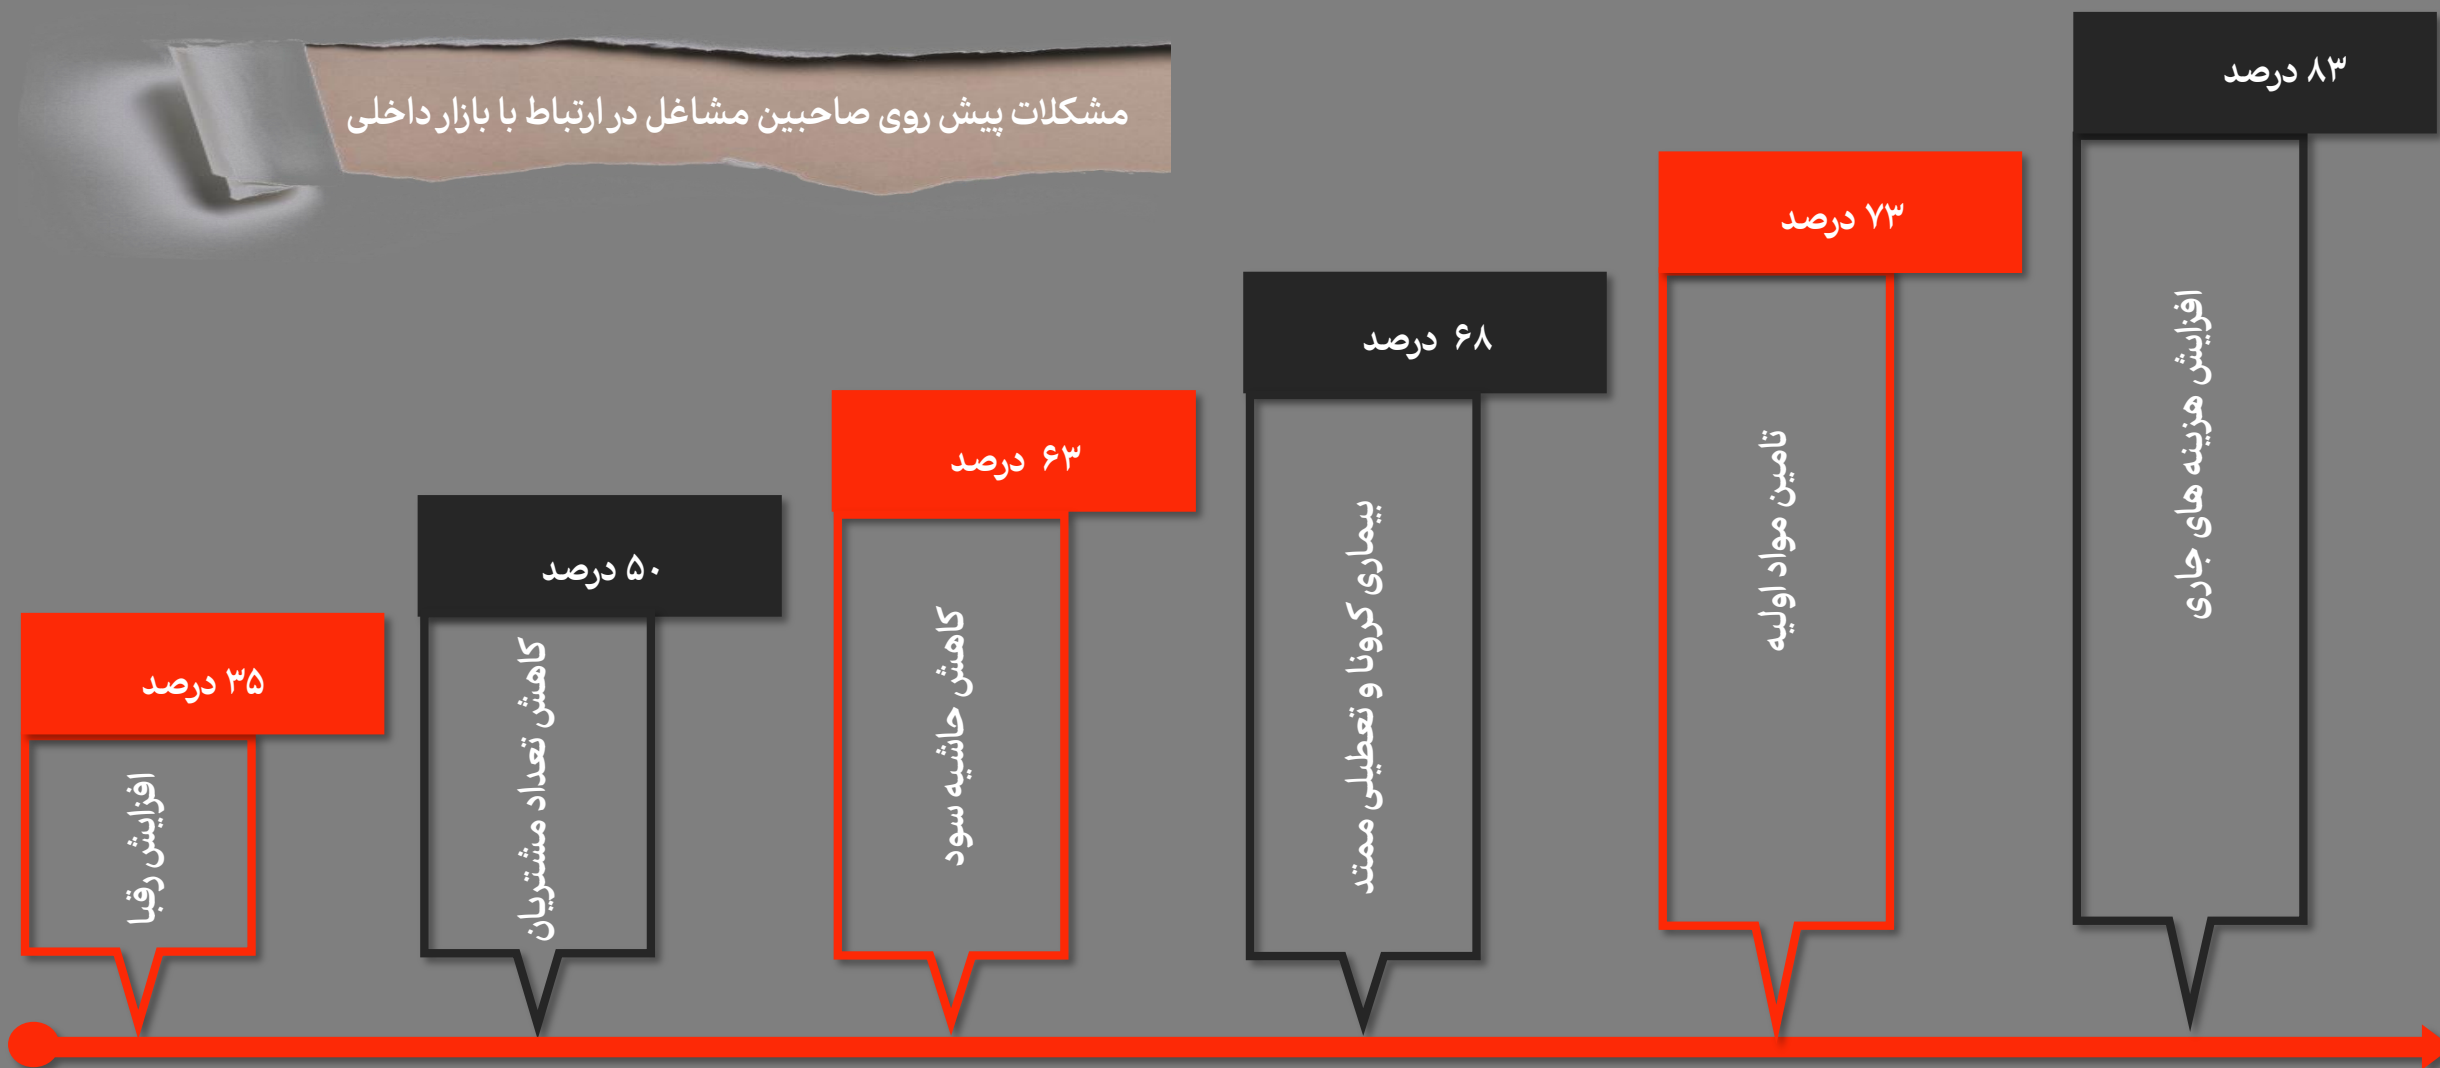 مشکلات پیش روی صاحبین مشاغل در ارتباط با بازار داخلی
۸۳ درصد
افزایش هزینه های جاری
۷۳ درصد
تامین مواد اولیه
۶۸ درصد
بیماری کرونا و تعطیلی ممتد
۶۳ درصد
کاهش حاشیه سود
۵۰ درصد
کاهش تعداد مشتریان
۳۵ درصد
افزایش رقبا